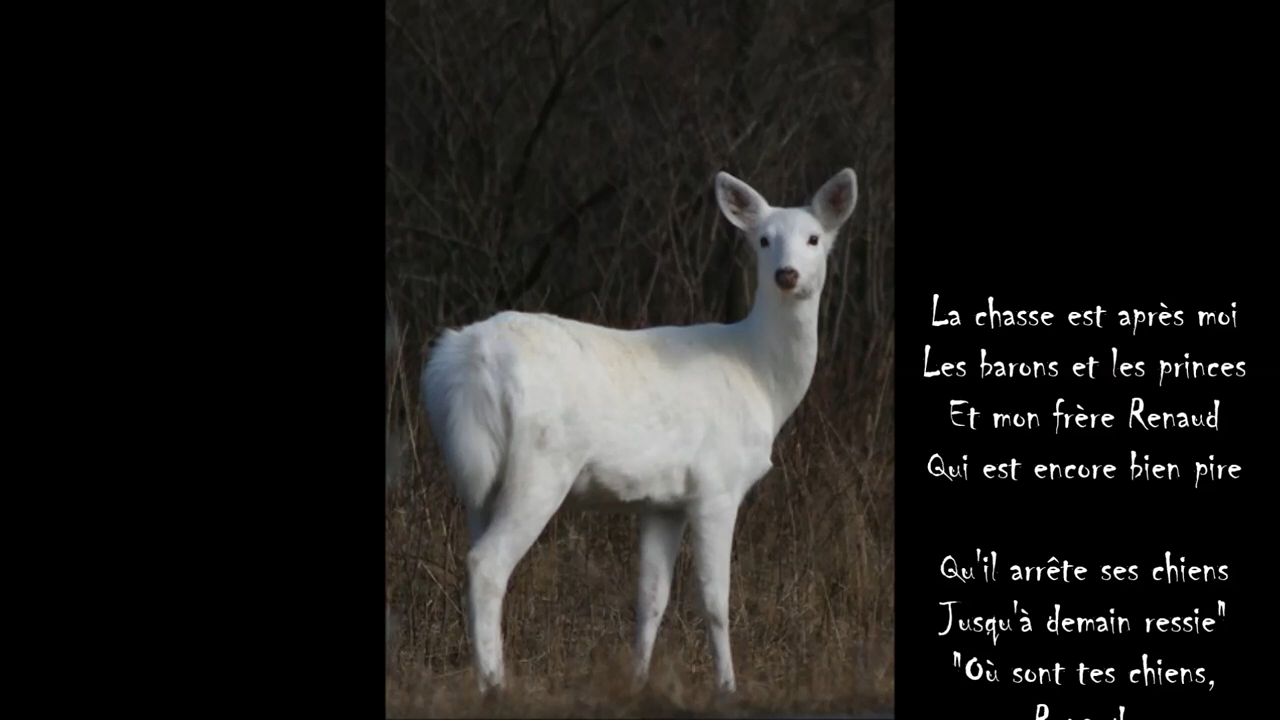 La chasse est après moi
Les barons et les princes
Et mon frère Renaud
Qui est encore bien pire
Qu'il arrête ses chiens
Jusqu'à demain ressie"
"Où sont tes chiens,